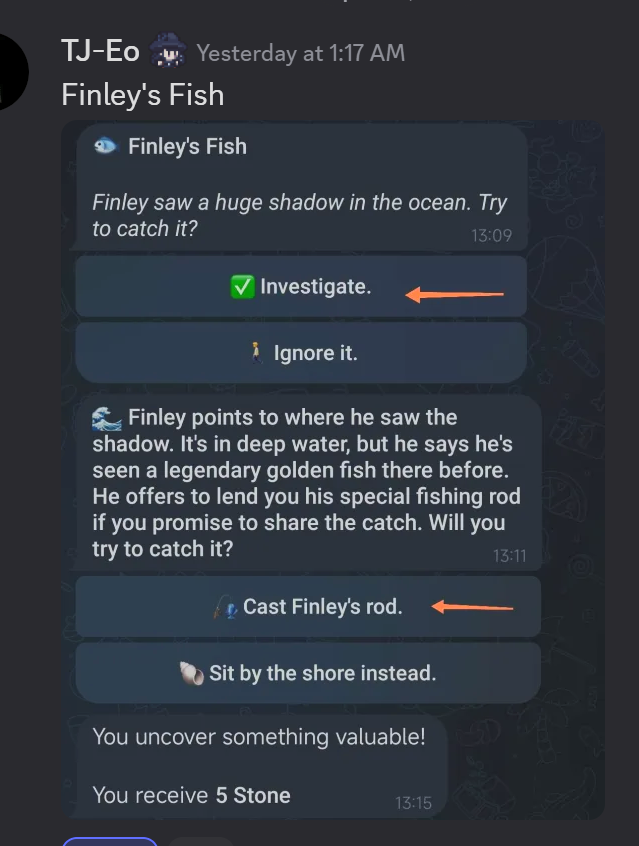 TJ-Eo Yesterday at 1:17 AM
Finley's Fish
Finley's Fish
Finley saw a huge shadow in the ocean. Try
to catch it?
13:09
Investigate.
Ignore it.
Finley points to where he saw the
shadow. It's in deep water, but he says he's
seen a legendary golden fish there before.
He offers to lend you his special fishing rod
if you promise to share the catch. Will you
try to catch it?
13:11
Cast Finley's rod.
Sit by the shore instead.
You uncover something valuable!
You receive 5 Stone
13:15